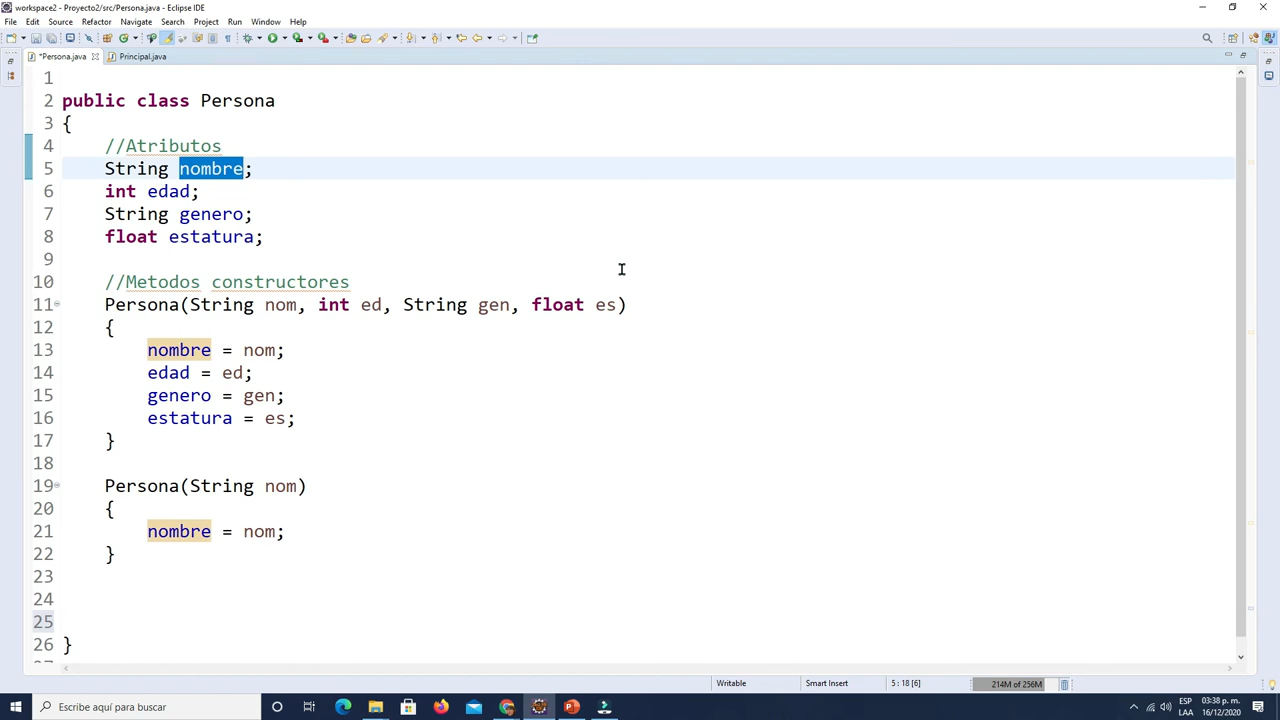 workspace2 - Proyecto2/src/Persona.java - Eclipse IDE
File Edit Source Refactor Navigate Search Project Run Window Help
*Persona.java Principal.java
1
2 public class Persona
3 {
4 //Atributos
5 String nombre;
6 int edad;
7 String genero;
8 float estatura;
9
10 //Metodos constructores
11 Persona(String nom, int ed, String gen, float es)
12 {
13 nombre = nom;
14 edad = ed;
15 genero = gen;
16 estatura = es;
17 }
18
19 Persona(String nom)
20 {
21 nombre = nom;
22 }
23
24
25
26 }
27
Writable Smart Insert 5 : 18 [6] 214M of 256M
Escribe aquí para buscar
ESP 03:38 p. m.
LAA 16/12/2020